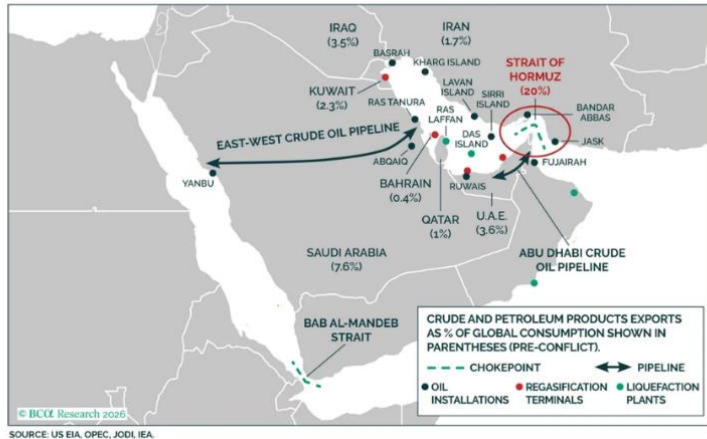 IRAQ
(3.5%)
IRAN
(1.7%)
BASRAH
KHARG ISLAND
STRAIT OF
HORMUZ
(20%)
KUWAIT
(2.3%)
LAVAN
ISLAND
SIRRI
ISLAND
BANDAR
ABBAS
RAS TANURA
RAS
LAFFAN
DAS
ISLAND
JASK
EAST-WEST CRUDE OIL PIPELINE
ABQAIQ
FUJAIRAH
YANBU
BAHRAIN
(0.4%)
RUWAIS
QATAR
(1%)
U.A.E.
(3.6%)
SAUDI ARABIA
(7.6%)
ABU DHABI CRUDE
OIL PIPELINE
BAB AL-MANDEB
STRAIT
CRUDE AND PETROLEUM PRODUCTS EXPORTS
AS % OF GLOBAL CONSUMPTION SHOWN IN
PARENTHESES (PRE-CONFLICT).
CHOKEPOINT
PIPELINE
OIL
INSTALLATIONS
REGASIFICATION
TERMINALS
LIQUEFACTION
PLANTS
© BCα Research 2026
SOURCE: US EIA, OPEC, JODI, IEA.